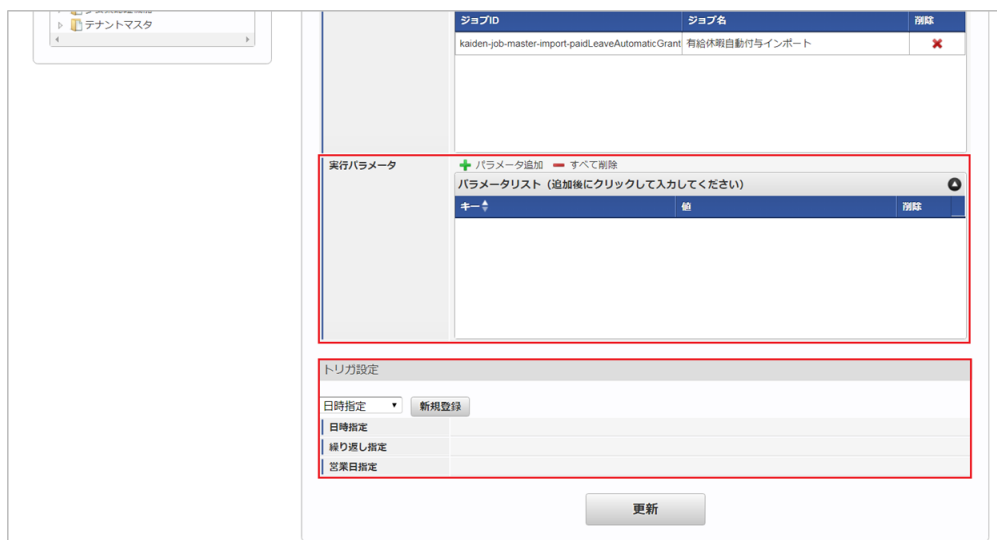 テナントマスタ
ジョブID ジョブ名 削除
kaiden-job-master-import-paidLeaveAutomaticGrant 有給休暇自動付与インポート
実行パラメータ
パラメータ追加 すべて削除
パラメータリスト（追加後にクリックして入力してください）
キー 値 削除
トリガ設定
日時指定 新規登録
日時指定
繰り返し指定
営業日指定
更新